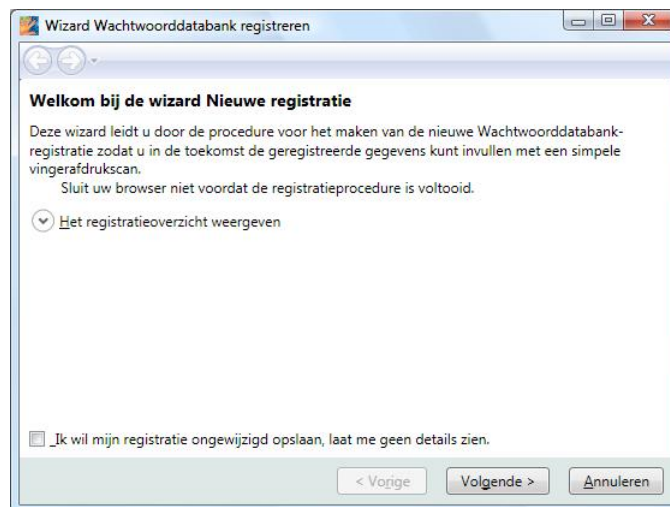 Wizard Wachtwoorddatabank registreren
Welkom bij de wizard Nieuwe registratie
Deze wizard leidt u door de procedure voor het maken van de nieuwe Wachtwoorddatabank-
registratie zodat u in de toekomst de geregistreerde gegevens kunt invullen met een simpele
vingerafdrukscan.
Sluit uw browser niet voordat de registratieprocedure is voltooid.
Het registratieoverzicht weergeven
_Ik wil mijn registratie ongewijzigd opslaan, laat me geen details zien.
< Vorige Volgende > Annuleren